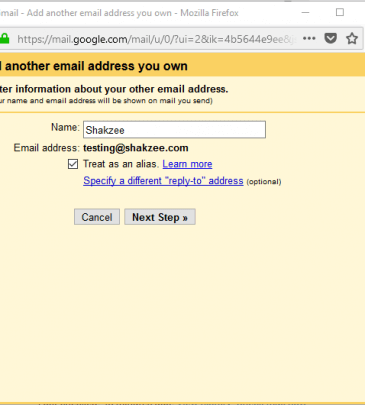 email - Add another email address you own - Mozilla Firefox
https://mail.google.com/mail/u/0/?ui=2&ik=4b5644e9ee8
another email address you own
ter information about your other email address.
ur name and email address will be shown on mail you send)
Name: Shakzee
Email address: testing@shakzee.com
Treat as an alias. Learn more
Specify a different "reply-to" address (optional)
Cancel Next Step »